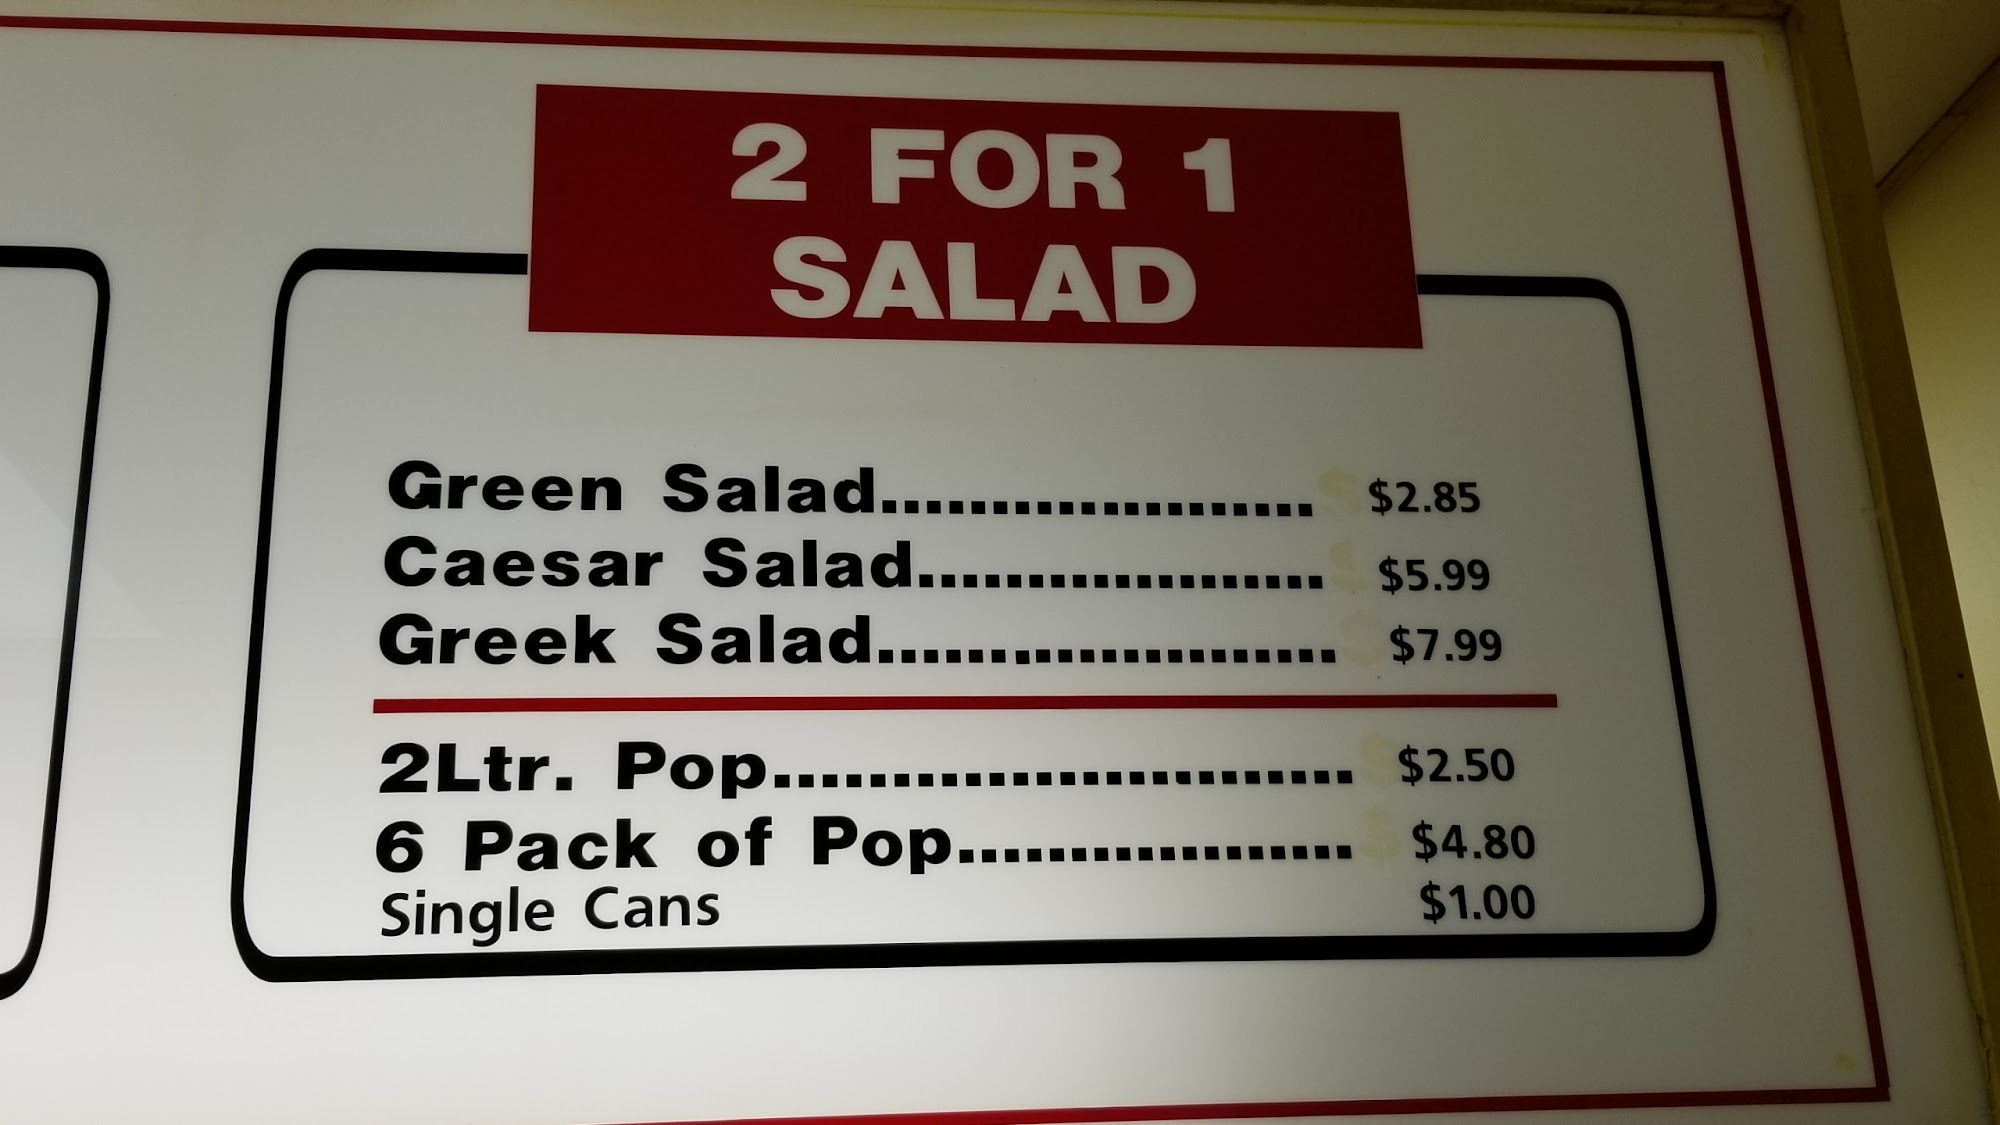 2 FOR 1
SALAD
Green Salad.................... $2.85
Caesar Salad................... $5.99
Greek Salad..................... $7.99
2Ltr. Pop........................... $2.50
6 Pack of Pop.................. $4.80
Single Cans $1.00